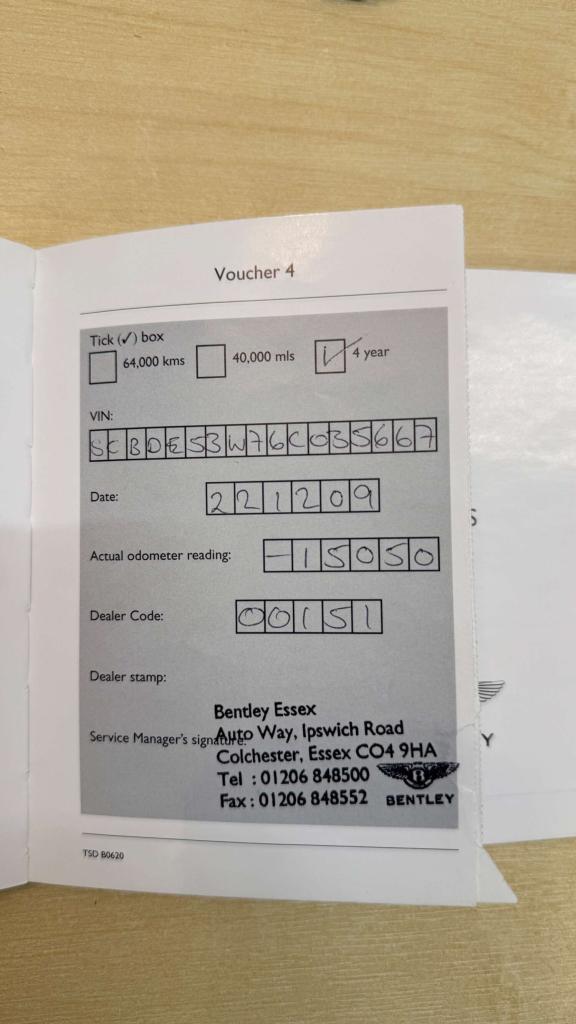 Voucher 4
Tick (✓) box
64,000 kms 40,000 mls ✓ 4 year
VIN:
SCBDE53W76C035667
Date:
221209
Actual odometer reading: -15050
Dealer Code: 00151
Dealer stamp:
Bentley Essex
Service Manager's signature:
Auto Way, Ipswich Road
Colchester, Essex CO4 9HA
Tel : 01206 848500
Fax : 01206 848552
B
BENTLEY
TSD B0620
S
Y